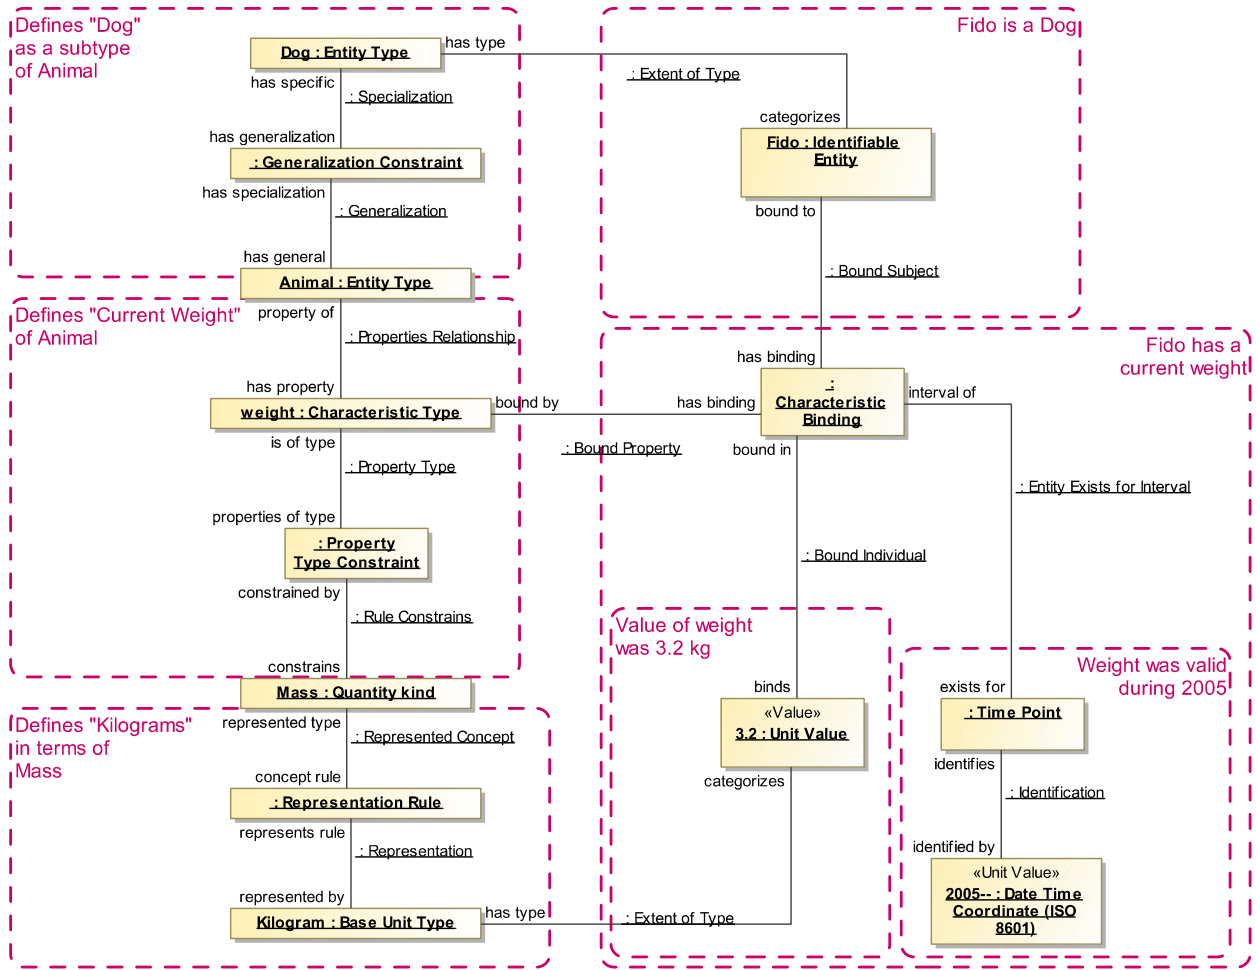 Defines "Dog"
as a subtype
of Animal
Dog : Entity Type
has type
has specific
: Specialization
has generalization
: Generalization Constraint
has specialization
: Generalization
has general
Animal : Entity Type
Fido is a Dog
: Extent of Type
categorizes
Fido : Identifiable
Entity
bound to
: Bound Subject
Defines "Current Weight"
of Animal
property of
: Properties Relationship
has property
weight : Characteristic Type
bound by
is of type
: Property Type
properties of type
: Property
Type Constraint
constrained by
: Rule Constrains
constrains
Mass : Quantity kind
Fido has a
current weight
has binding
has binding
:
Characteristic
Binding
interval of
: Bound Property
bound in
: Entity Exists for Interval
: Bound Individual
Value of weight
was 3.2 kg
binds
«Value»
3.2 : Unit Value
categorizes
Weight was valid
during 2005
exists for
: Time Point
identifies
: Identification
identified by
«Unit Value»
2005-- : Date Time
Coordinate (ISO
8601)
Defines "Kilograms"
in terms of
Mass
represented type
: Represented Concept
concept rule
: Representation Rule
represents rule
: Representation
represented by
Kilogram : Base Unit Type
has type
: Extent of Type